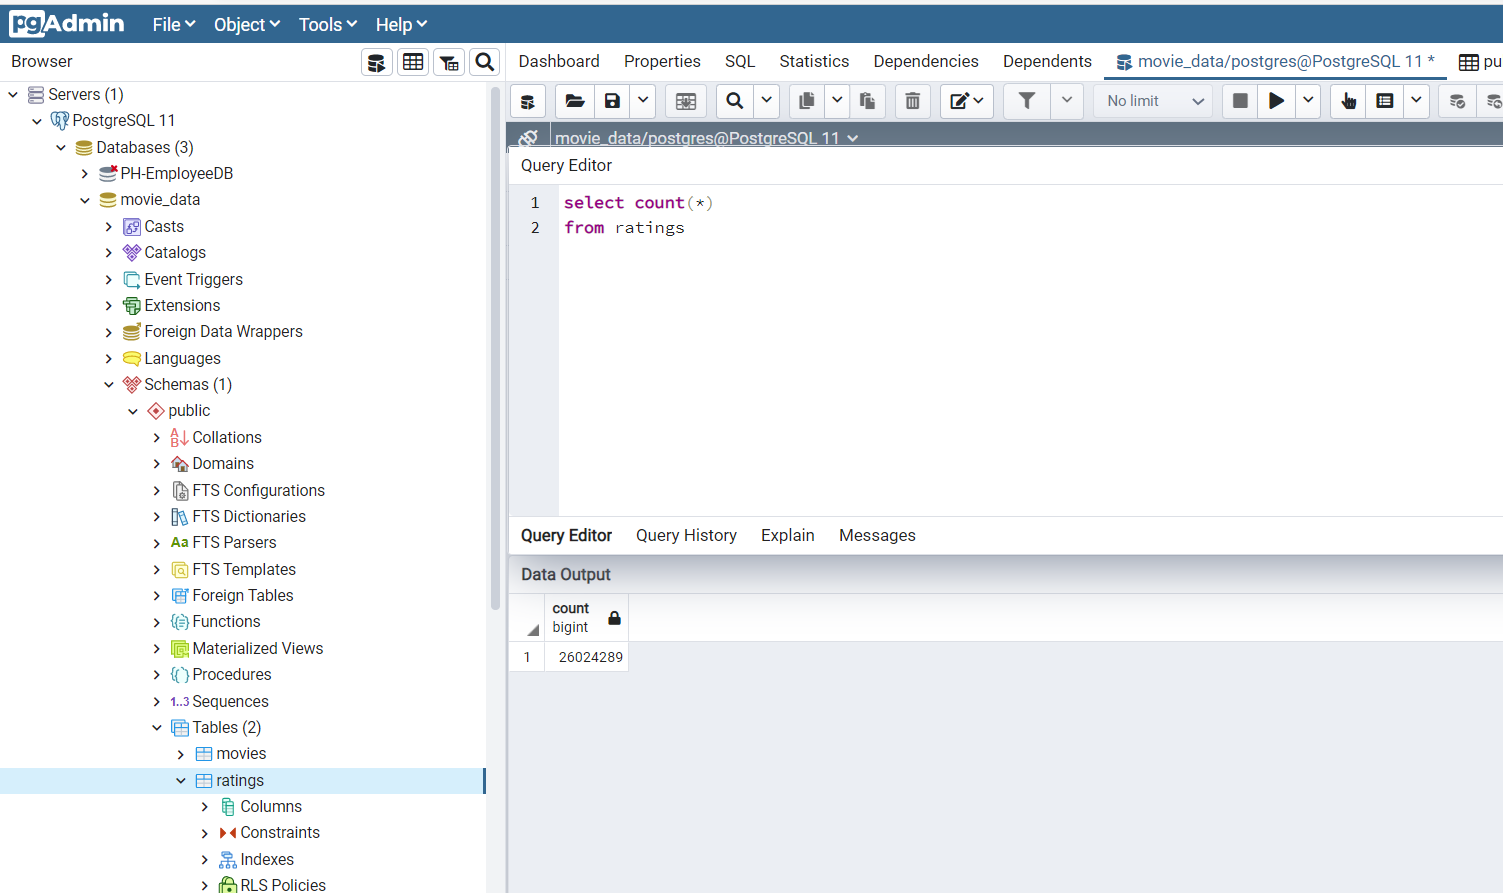 pgAdmin File Object Tools Help
Browser
Dashboard Properties SQL Statistics Dependencies Dependents movie_data/postgres@PostgreSQL 11 * pu
Servers (1)
PostgreSQL 11
Databases (3)
PH-EmployeeDB
movie_data
Casts
Catalogs
Event Triggers
Extensions
Foreign Data Wrappers
Languages
Schemas (1)
public
Collations
Domains
FTS Configurations
FTS Dictionaries
Aa FTS Parsers
FTS Templates
Foreign Tables
Functions
Materialized Views
Procedures
1..3 Sequences
Tables (2)
movies
ratings
Columns
Constraints
Indexes
RLS Policies
No limit
movie_data/postgres@PostgreSQL 11
Query Editor
1 select count(*)
2 from ratings
Query Editor Query History Explain Messages
Data Output
count
bigint
1 26024289